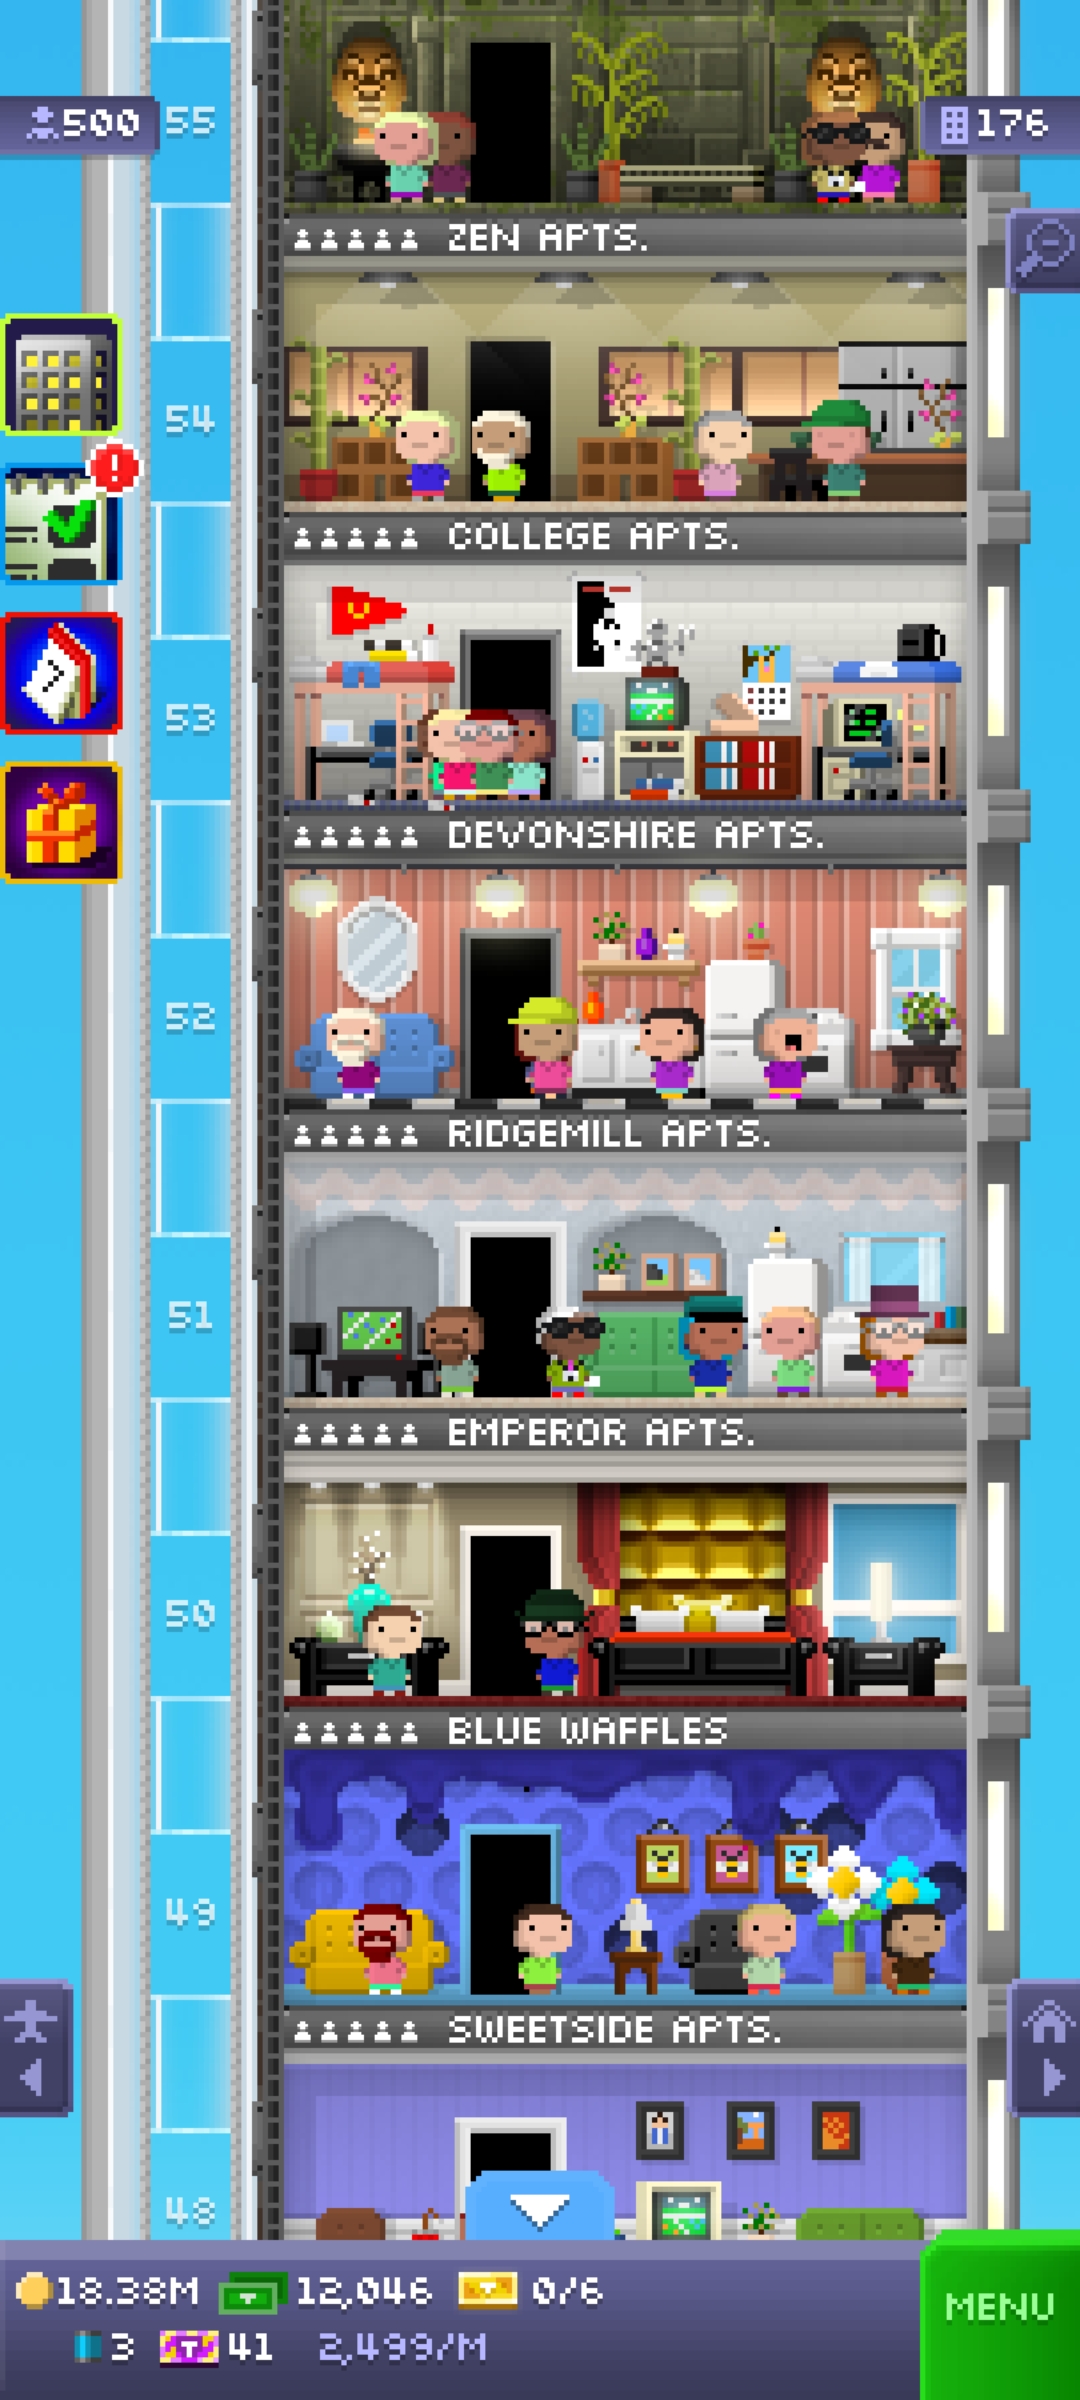 500
55
176
ZEN APTS.
54
COLLEGE APTS.
53
DEVONSHIRE APTS.
52
RIDGEMILL APTS.
51
EMPEROR APTS.
50
BLUE WAFFLES
49
SWEETSIDE APTS.
48
18.38M 12,046 0/6
3 T 41 2,499/M
MENU